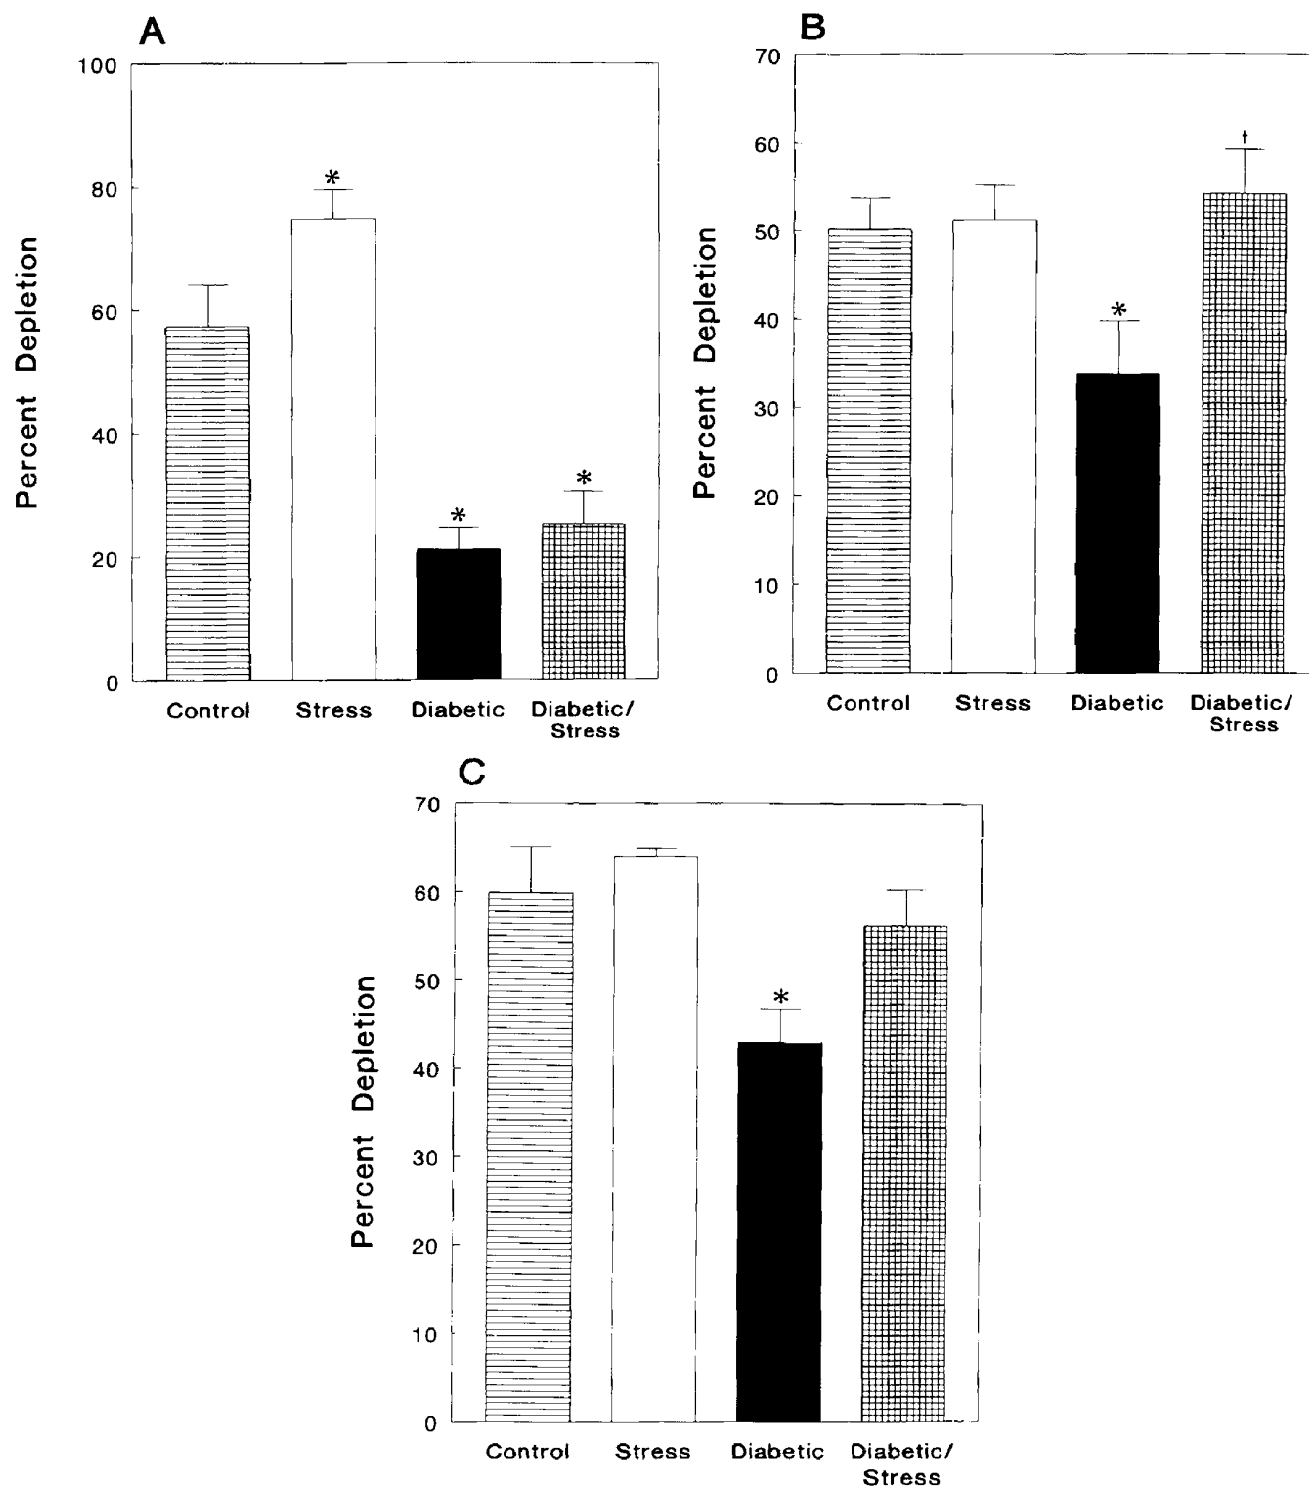 A
100
80
60
40
20
0
Percent Depletion
*
*
*
Control Stress Diabetic Diabetic/
Stress
B
70
60
50
40
30
20
10
0
Percent Depletion
*
†
Control Stress Diabetic Diabetic/
Stress
C
70
60
50
40
30
20
10
0
Percent Depletion
*
Control Stress Diabetic Diabetic/
Stress